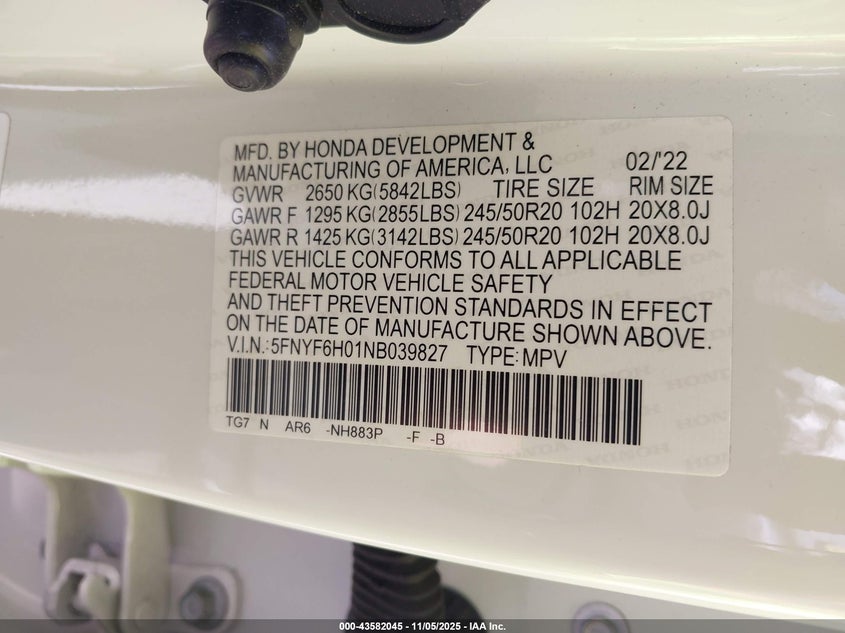 MFD. BY HONDA DEVELOPMENT &
MANUFACTURING OF AMERICA, LLC 02/'22
GVWR 2650 KG(5842LBS) TIRE SIZE RIM SIZE
GAWR F 1295 KG(2855LBS) 245/50R20 102H 20X8.0J
GAWR R 1425 KG(3142LBS) 245/50R20 102H 20X8.0J
THIS VEHICLE CONFORMS TO ALL APPLICABLE
FEDERAL MOTOR VEHICLE SAFETY
AND THEFT PREVENTION STANDARDS IN EFFECT
ON THE DATE OF MANUFACTURE SHOWN ABOVE.
V.I.N.:5FNYF6H01NB039827 TYPE:MPV
TG7 N AR6 -NH883P -F -B
000-43582045 - 11/05/2025 - IAA Inc.